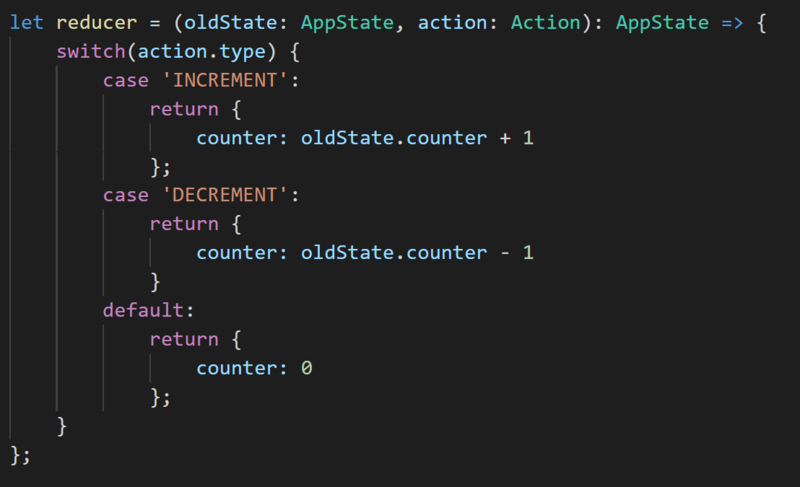 let reducer = (oldState: AppState, action: Action): AppState => {
    switch(action.type) {
        case 'INCREMENT':
            return {
                counter: oldState.counter + 1
            };
        case 'DECREMENT':
            return {
                counter: oldState.counter - 1
            }
        default:
            return {
                counter: 0
            };
    }
};